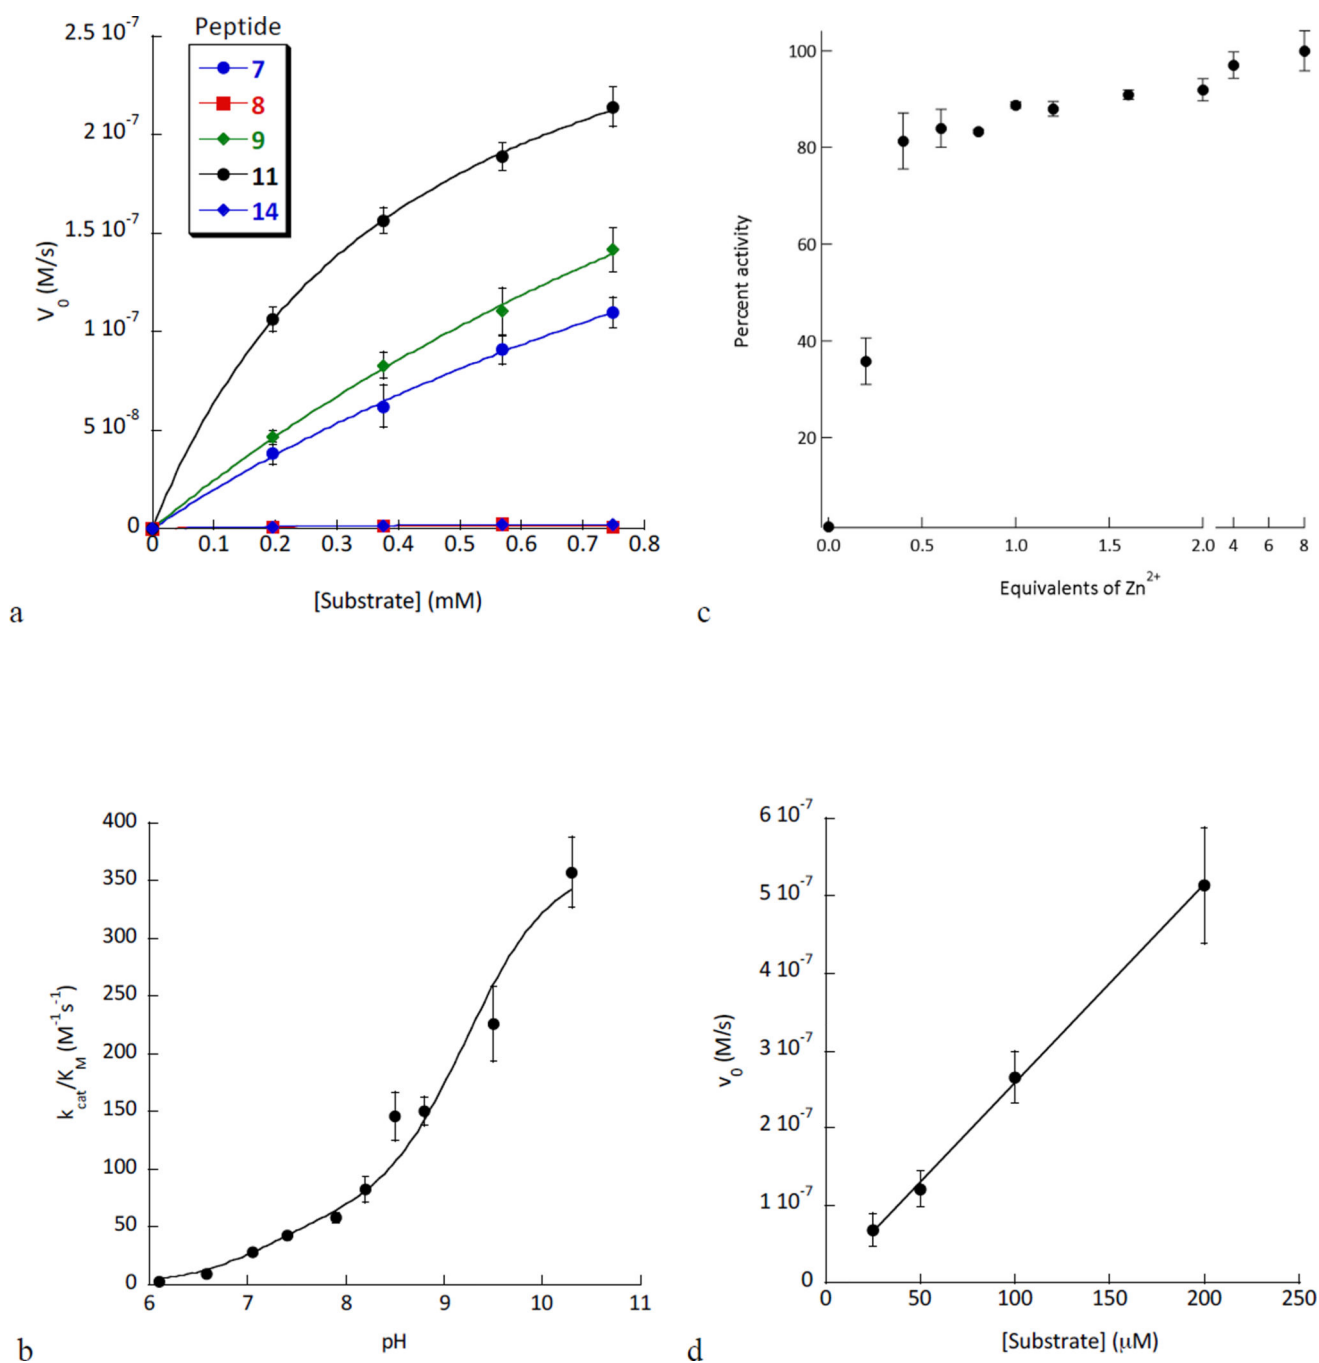 Peptide
7
8
9
11
14
2.5 10-7
2 10-7
1.5 10-7
1 10-7
5 10-8
0
V0 (M/s)
0 0.1 0.2 0.3 0.4 0.5 0.6 0.7 0.8
[Substrate] (mM)
a
100
80
60
40
20
Percent activity
0.0 0.5 1.0 1.5 2.0 4 6 8
Equivalents of Zn2+
c
400
350
300
250
200
150
100
50
0
kcat/KM (M-1s-1)
6 7 8 9 10 11
pH
b
6 10-7
5 10-7
4 10-7
3 10-7
2 10-7
1 10-7
0
v0 (M/s)
0 50 100 150 200 250
[Substrate] (μM)
d